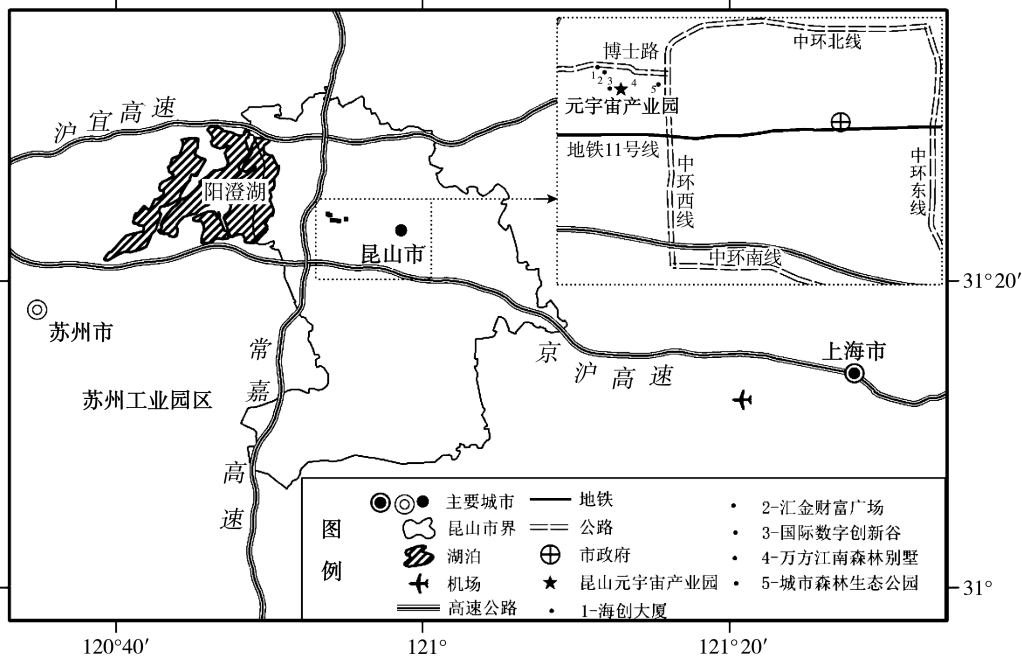 沪宜高速
阳澄湖
昆山市
苏州市
苏州工业园区
常嘉高速
京沪高速
上海市
博士路
中环北线
1
2
3
4
5
元宇宙产业园
地铁11号线
中环西线
中环东线
中环南线
31°20′
31°
120°40′
121°
121°20′
图例
主要城市
昆山市界
湖泊
机场
高速公路
地铁
公路
市政府
昆山元宇宙产业园
1-海创大厦
2-汇金财富广场
3-国际数字创新谷
4-万方江南森林别墅
5-城市森林生态公园